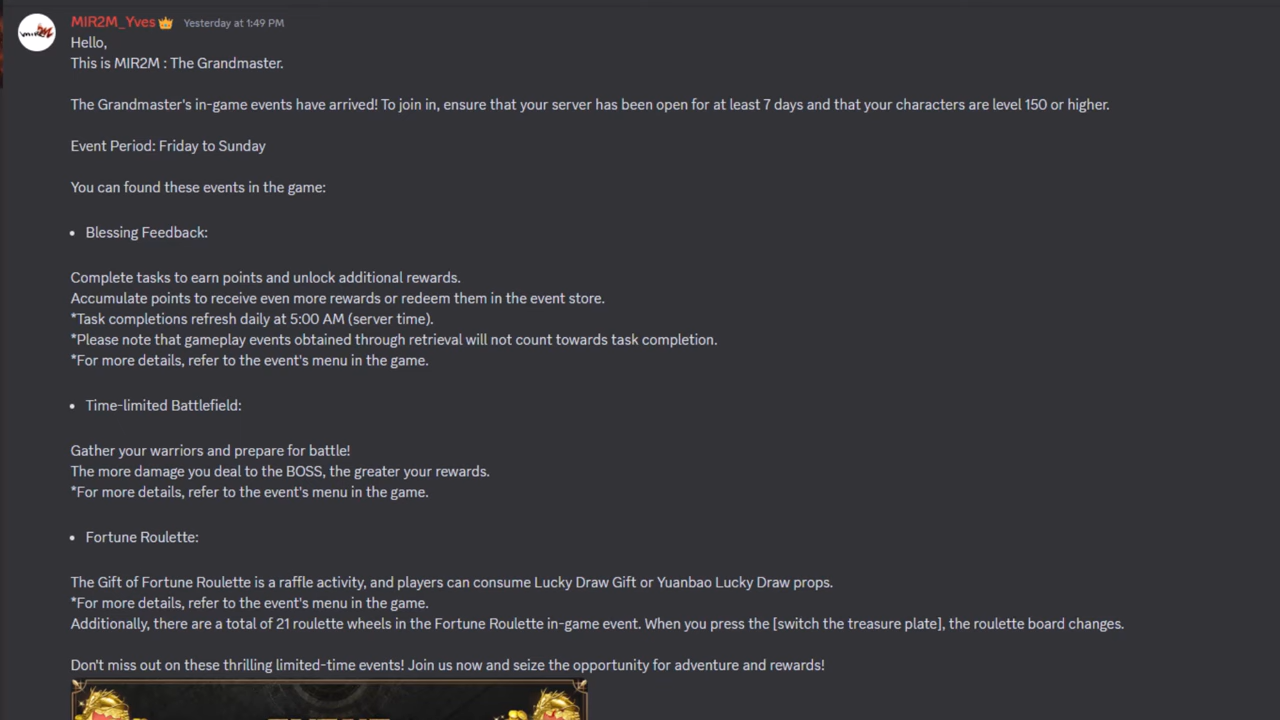 MIR2M_Yves Yesterday at 1:49 PM
Hello,
This is MIR2M : The Grandmaster.
The Grandmaster's in-game events have arrived! To join in, ensure that your server has been open for at least 7 days and that your characters are level 150 or higher.
Event Period: Friday to Sunday
You can found these events in the game:
• Blessing Feedback:
Complete tasks to earn points and unlock additional rewards.
Accumulate points to receive even more rewards or redeem them in the event store.
*Task completions refresh daily at 5:00 AM (server time).
*Please note that gameplay events obtained through retrieval will not count towards task completion.
*For more details, refer to the event's menu in the game.
• Time-limited Battlefield:
Gather your warriors and prepare for battle!
The more damage you deal to the BOSS, the greater your rewards.
*For more details, refer to the event's menu in the game.
• Fortune Roulette:
The Gift of Fortune Roulette is a raffle activity, and players can consume Lucky Draw Gift or Yuanbao Lucky Draw props.
*For more details, refer to the event's menu in the game.
Additionally, there are a total of 21 roulette wheels in the Fortune Roulette in-game event. When you press the [switch the treasure plate], the roulette board changes.
Don't miss out on these thrilling limited-time events! Join us now and seize the opportunity for adventure and rewards!